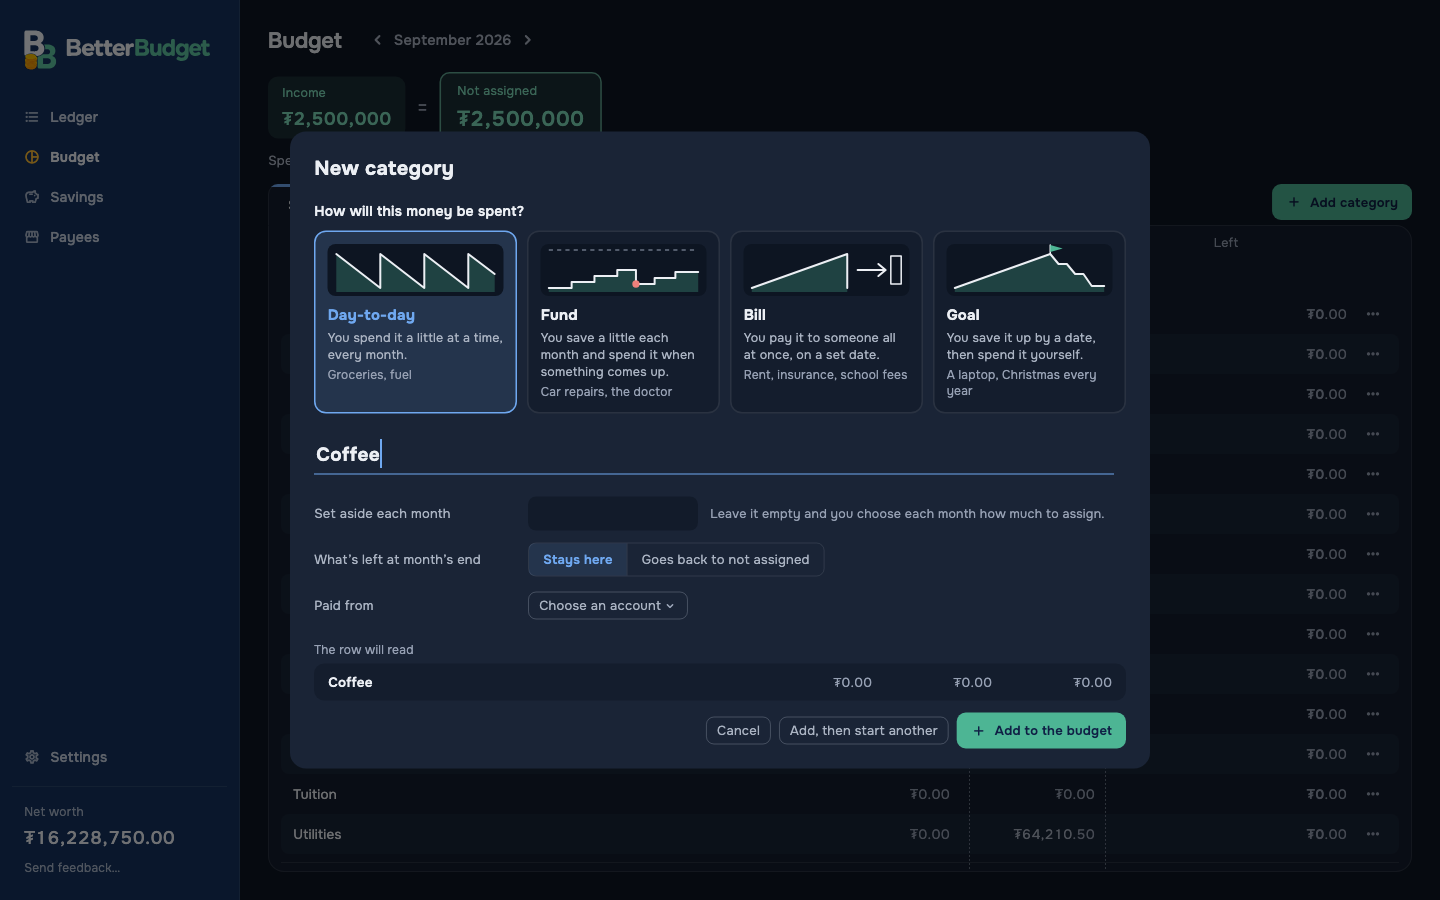 BetterBudget
Ledger
Budget
Savings
Payees
Settings
Net worth
₮16,228,750.00
Send feedback...
Budget
September 2026
Income
₮2,500,000
=
Not assigned
₮2,500,000
Add category
Left
New category
How will this money be spent?
Day-to-day
You spend it a little at a time,
every month.
Groceries, fuel
Fund
You save a little each
month and spend it when
something comes up.
Car repairs, the doctor
Bill
You pay it to someone all
at once, on a set date.
Rent, insurance, school fees
Goal
You save it up by a date,
then spend it yourself.
A laptop, Christmas every
year
Coffee
Set aside each month
Leave it empty and you choose each month how much to assign.
What's left at month's end
Stays here
Goes back to not assigned
Paid from
Choose an account
The row will read
Coffee ₮0.00 ₮0.00 ₮0.00
Cancel
Add, then start another
Add to the budget
₮0.00
₮0.00
₮0.00
₮0.00
₮0.00
₮0.00
₮0.00
₮0.00
₮0.00
₮0.00
₮0.00
₮0.00
Tuition ₮0.00 ₮0.00 ₮0.00
Utilities ₮0.00 ₮64,210.50 ₮0.00